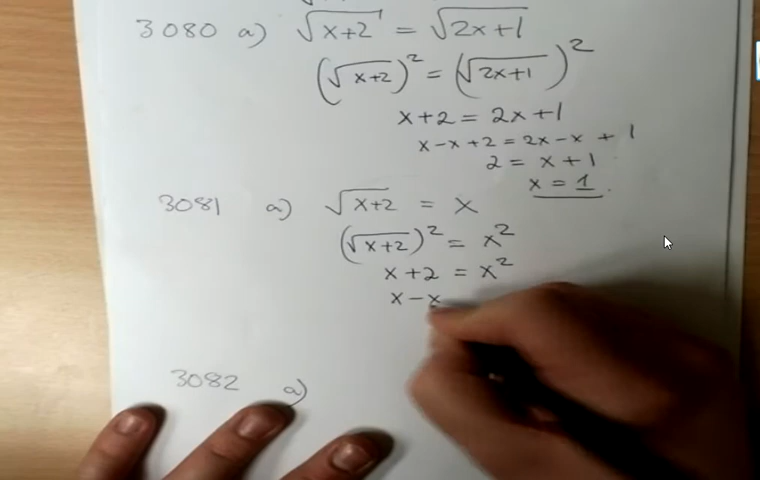 3080 a) √x+2 = √2x+1
(√x+2)² = (√2x+1)²
x+2 = 2x+1
x-x+2 = 2x-x + 1
2 = x+1
x = 1
3081 a) √x+2 = x
(√x+2)² = x²
x+2 = x²
x-x
3082 a)